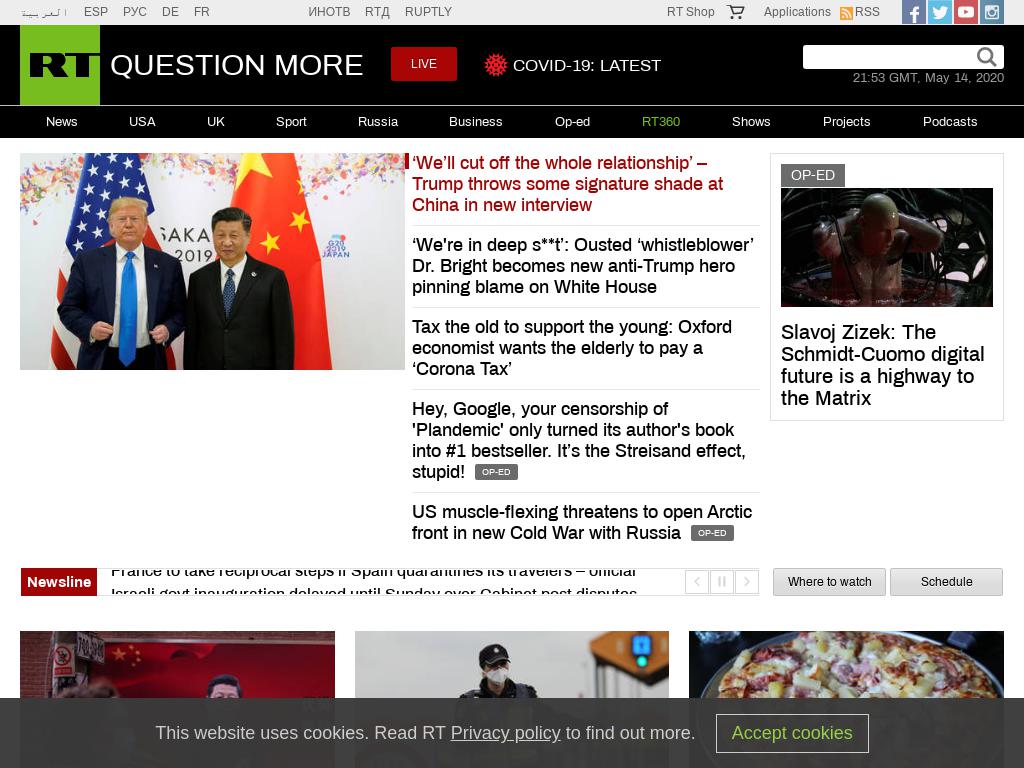 العربية ESP РУС DE FR ИНОТВ RTД RUPTLY RT Shop Applications RSS
RT QUESTION MORE LIVE COVID-19: LATEST
21:53 GMT, May 14, 2020
News USA UK Sport Russia Business Op-ed RT360 Shows Projects Podcasts
‘We’ll cut off the whole relationship’ –
Trump throws some signature shade at
China in new interview
‘We're in deep s**t’: Ousted ‘whistleblower’
Dr. Bright becomes new anti-Trump hero
pinning blame on White House
Tax the old to support the young: Oxford
economist wants the elderly to pay a
‘Corona Tax’
Hey, Google, your censorship of
'Plandemic' only turned its author's book
into #1 bestseller. It’s the Streisand effect,
stupid! OP-ED
US muscle-flexing threatens to open Arctic
front in new Cold War with Russia OP-ED
OP-ED
Slavoj Zizek: The
Schmidt-Cuomo digital
future is a highway to
the Matrix
G20
2019
JAPAN
2019
Newsline
France to take reciprocal steps if Spain quarantines its travelers – official
Israeli govt inauguration delayed until Sunday over Cabinet post disputes
Where to watch Schedule
This website uses cookies. Read RT Privacy policy to find out more. Accept cookies